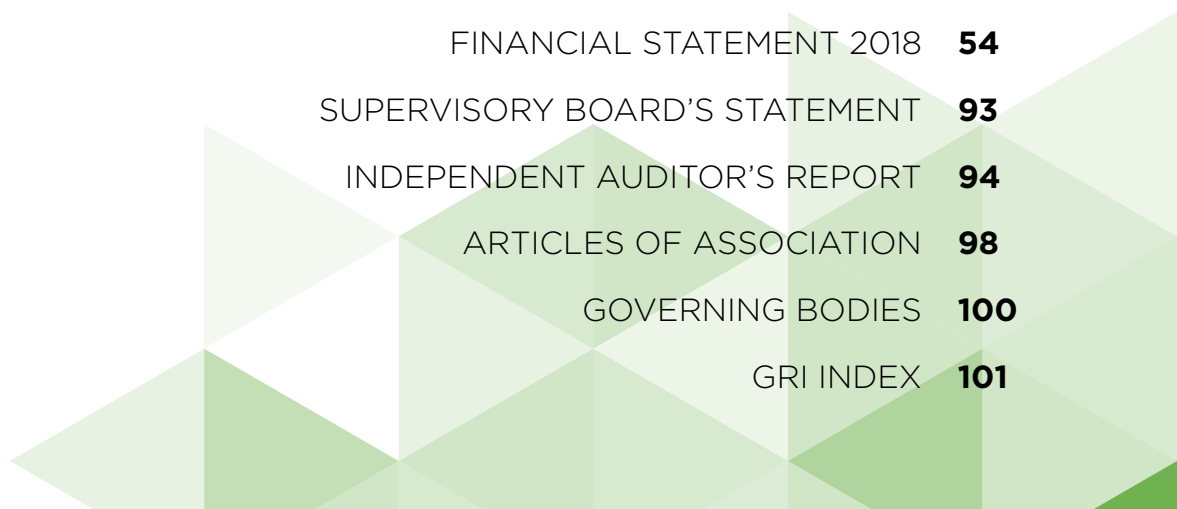 FINANCIAL STATEMENT 2018 54
SUPERVISORY BOARD'S STATEMENT 93
INDEPENDENT AUDITOR'S REPORT 94
ARTICLES OF ASSOCIATION 98
GOVERNING BODIES 100
GRI INDEX 101